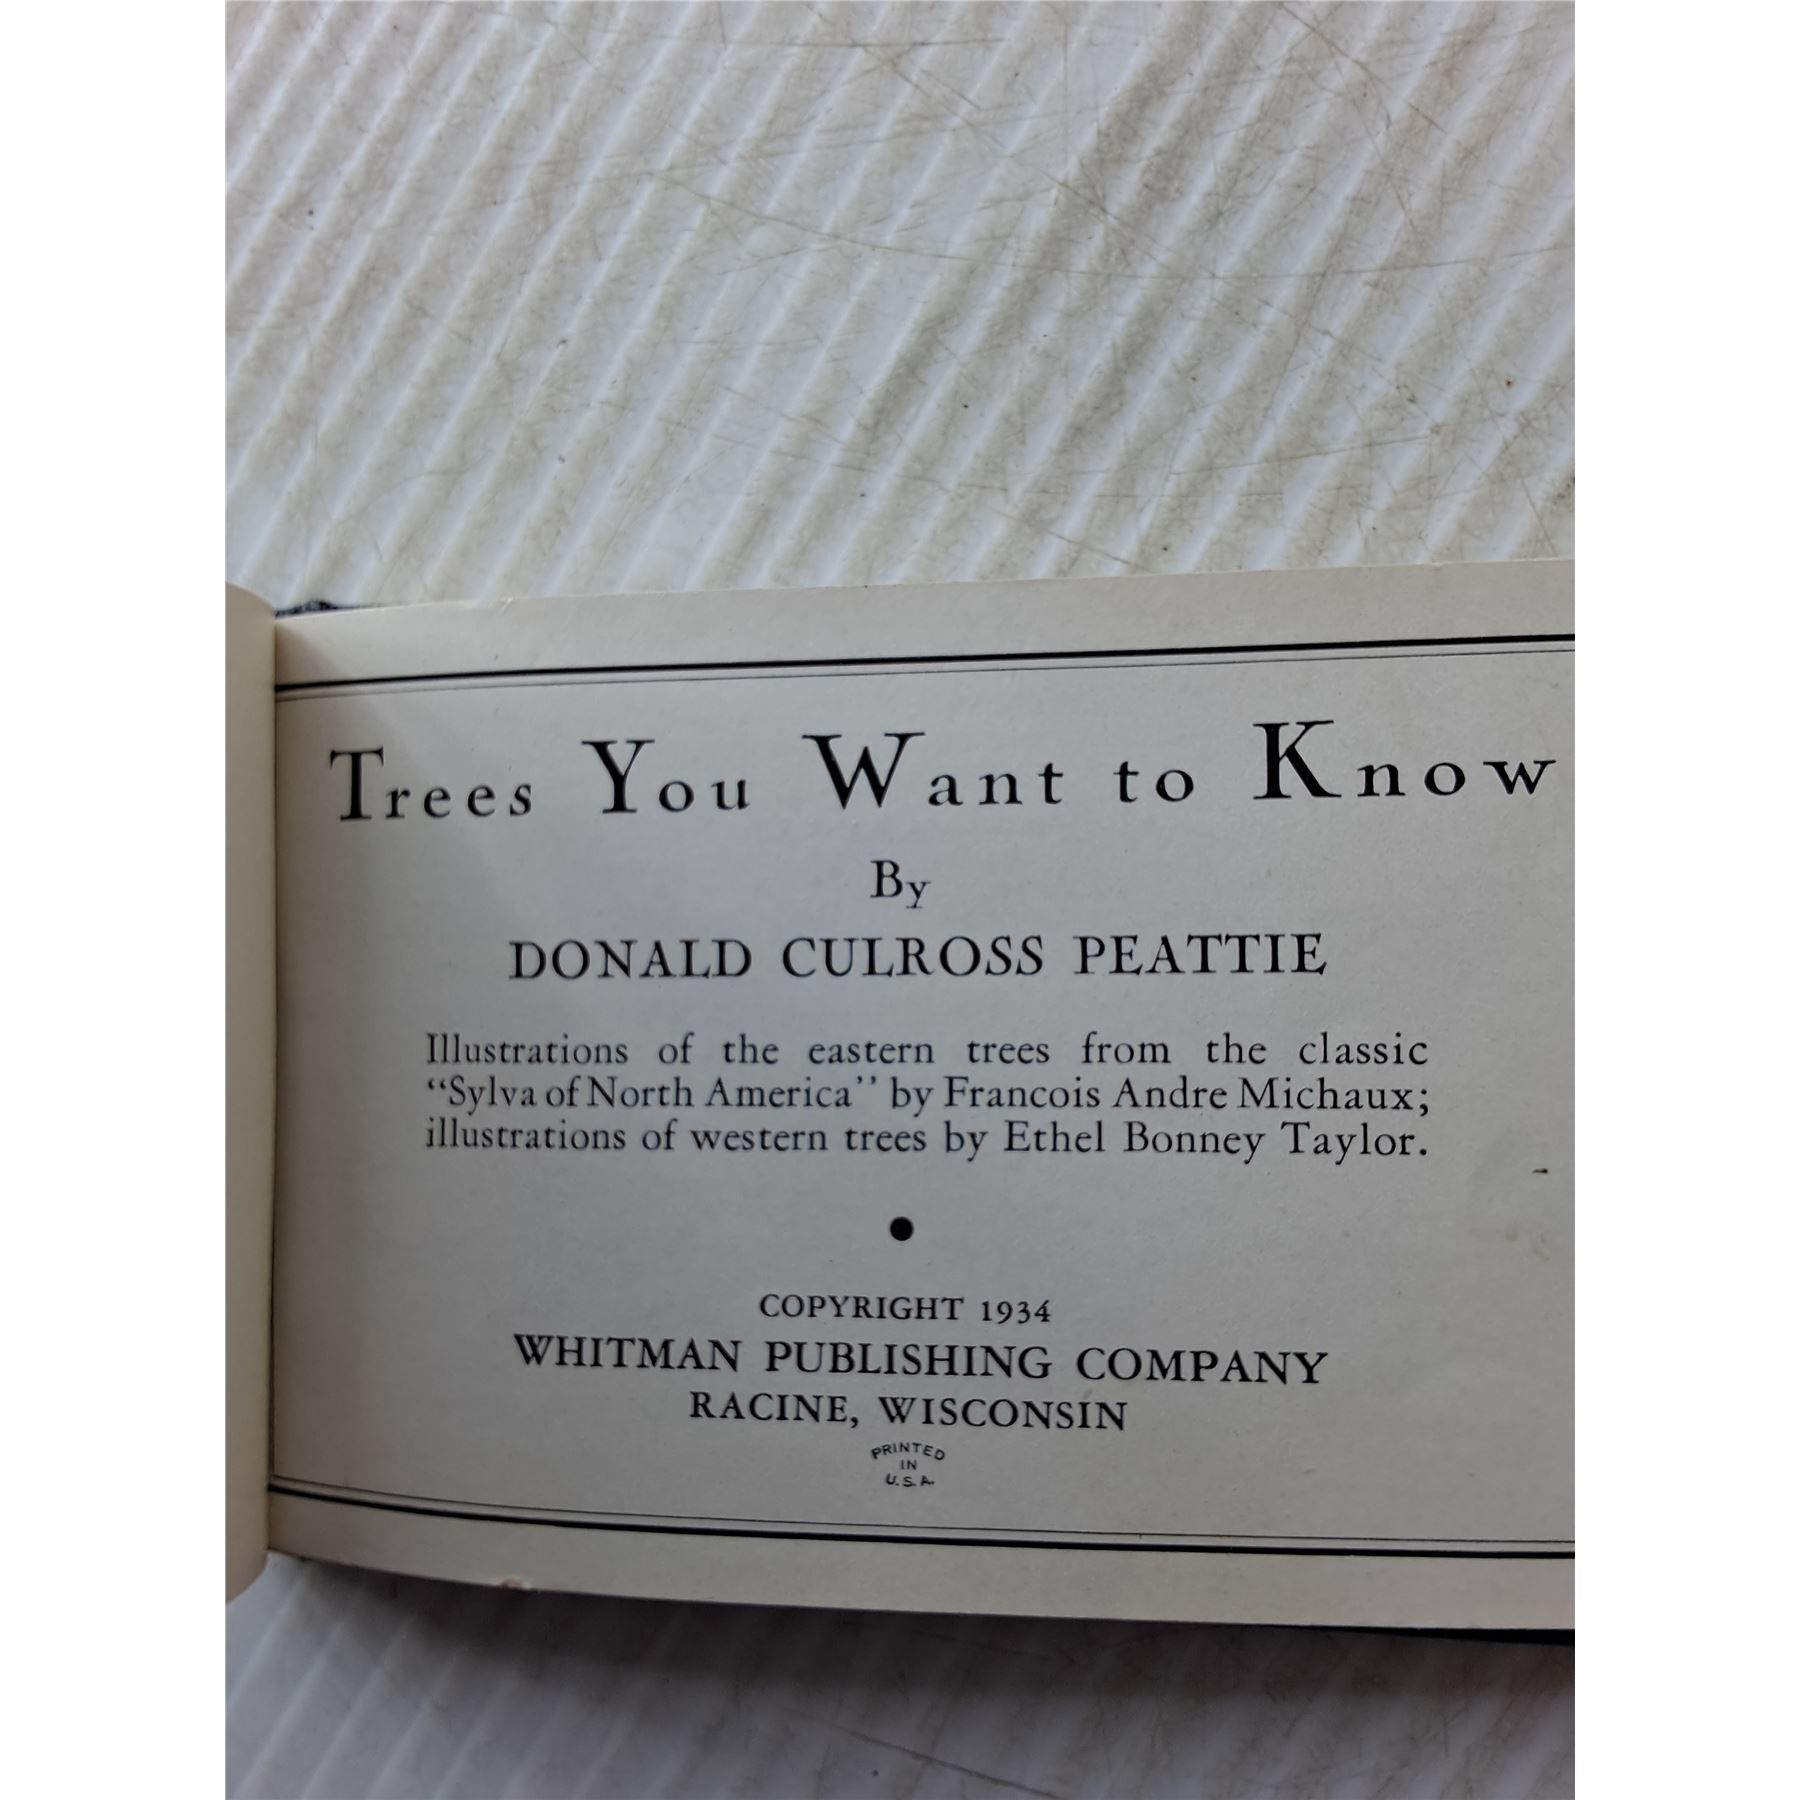 Trees You Want to Know
By
DONALD CULROSS PEATTIE
Illustrations of the eastern trees from the classic
“Sylva of North America” by Francois Andre Michaux;
illustrations of western trees by Ethel Bonney Taylor.
COPYRIGHT 1934
WHITMAN PUBLISHING COMPANY
RACINE, WISCONSIN
PRINTED
IN
U.S.A.